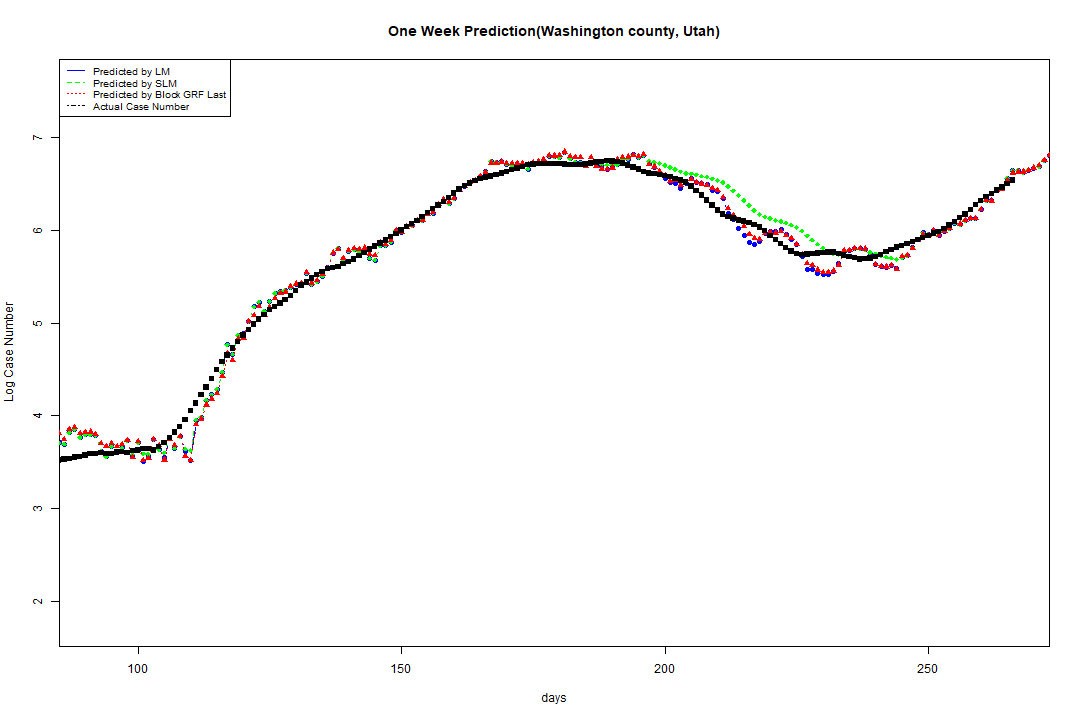 One Week Prediction(Washington county, Utah)
Predicted by LM
Predicted by SLM
Predicted by Block GRF Last
Actual Case Number
7
6
5
4
3
2
Log Case Number
100 150 200 250
days